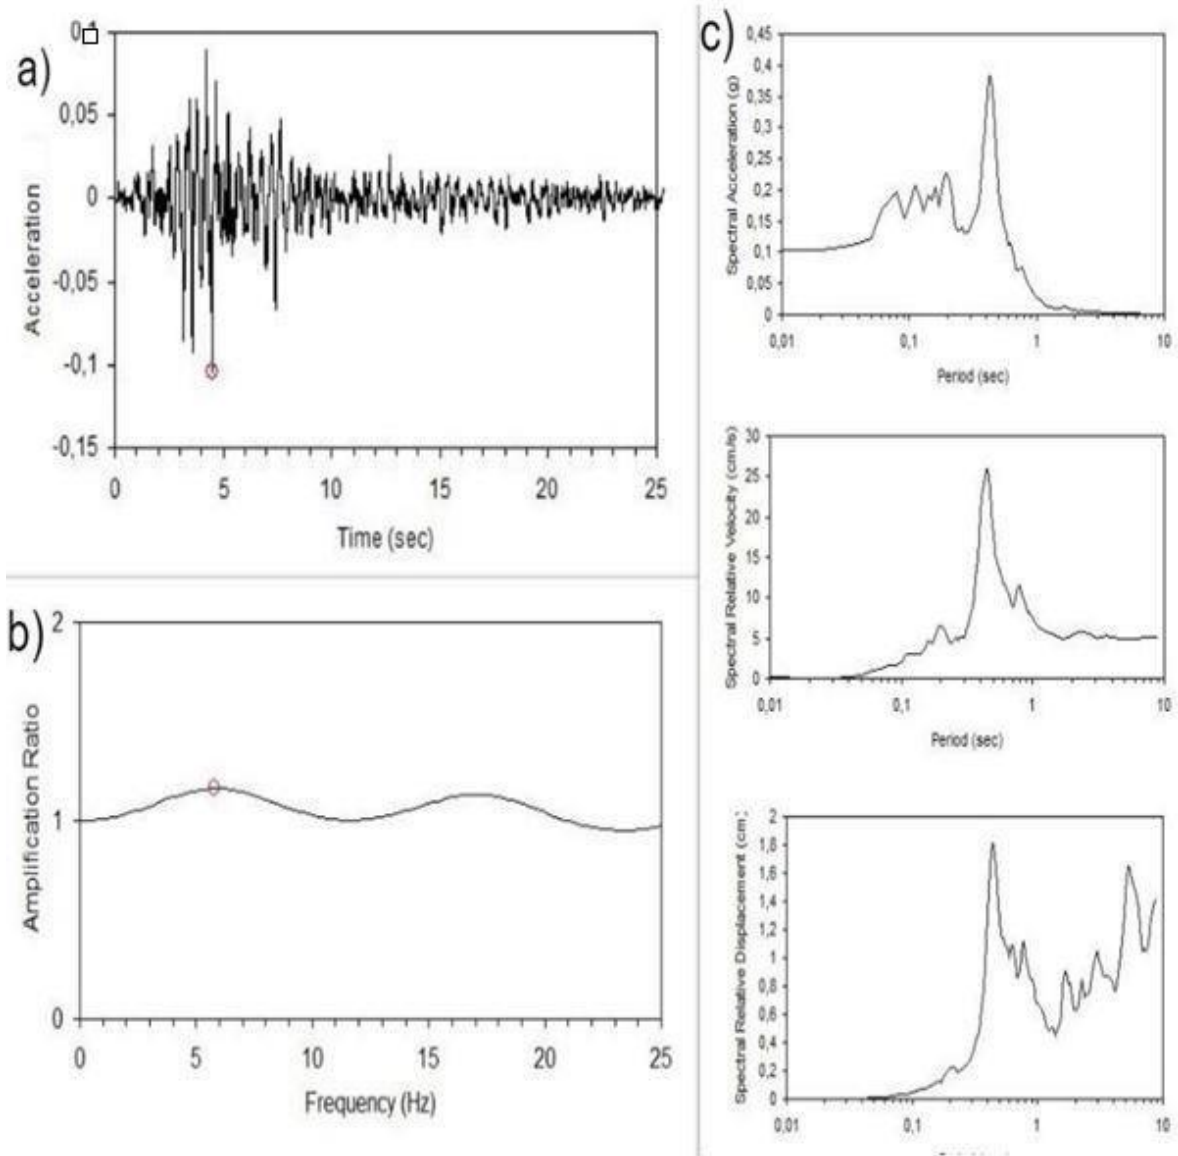 a)
0,1
0,05
0
-0,05
-0,1
-0,15
Acceleration
0 5 10 15 20 25
Time (sec)
b)
2
1
0
Amplification Ratio
0 5 10 15 20 25
Frequency (Hz)
c)
0,45
0,4
0,35
0,3
0,25
0,2
0,15
0,1
0,05
0
Spectral Acceleration (g)
0,01 0,1 1 10
Period (sec)
30
25
20
15
10
5
0
Spectral Relative Velocity (cm/s)
0,01 0,1 1 10
Period (sec)
2
1,8
1,6
1,4
1,2
1
0,8
0,6
0,4
0,2
0
Spectral Relative Displacement (cm)
0,01 0,1 1 10